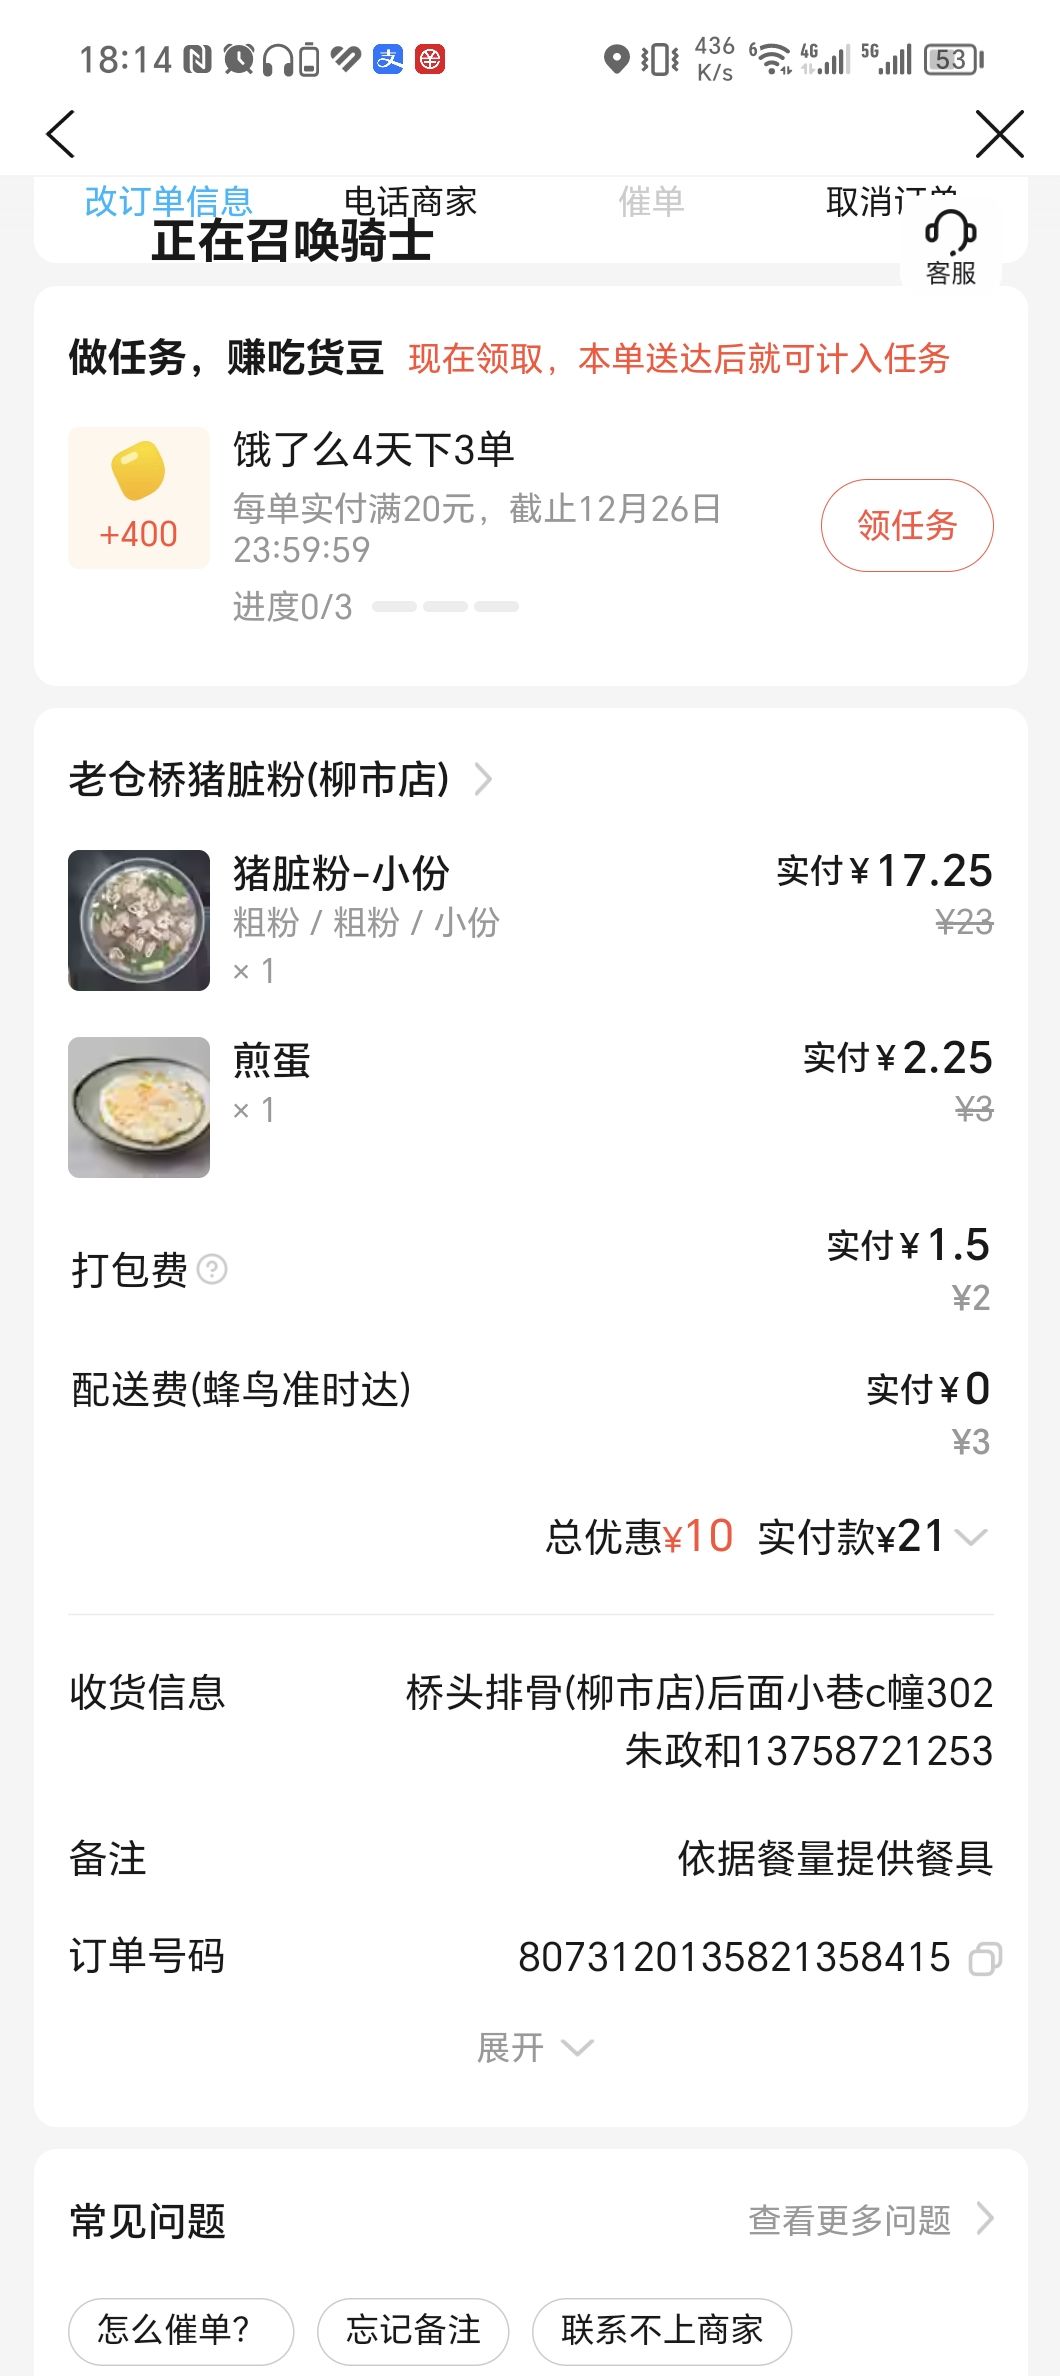 18:14
436
K/s
6
4G
5G
53
改订单信息 电话商家 催单 取消订单
正在召唤骑士
客服
做任务，赚吃货豆 现在领取，本单送达后就可计入任务
+400
饿了么4天下3单
每单实付满20元，截止12月26日
23:59:59
进度0/3
领任务
老仓桥猪脏粉(柳市店)
猪脏粉-小份 实付¥17.25
粗粉 / 粗粉 / 小份 ¥23
× 1
煎蛋 实付¥2.25
× 1 ¥3
打包费 ? 实付¥1.5
¥2
配送费(蜂鸟准时达) 实付¥0
¥3
总优惠¥10 实付款¥21
收货信息 桥头排骨(柳市店)后面小巷c幢302
朱政和13758721253
备注 依据餐量提供餐具
订单号码 8073120135821358415
展开
常见问题 查看更多问题
怎么催单? 忘记备注 联系不上商家